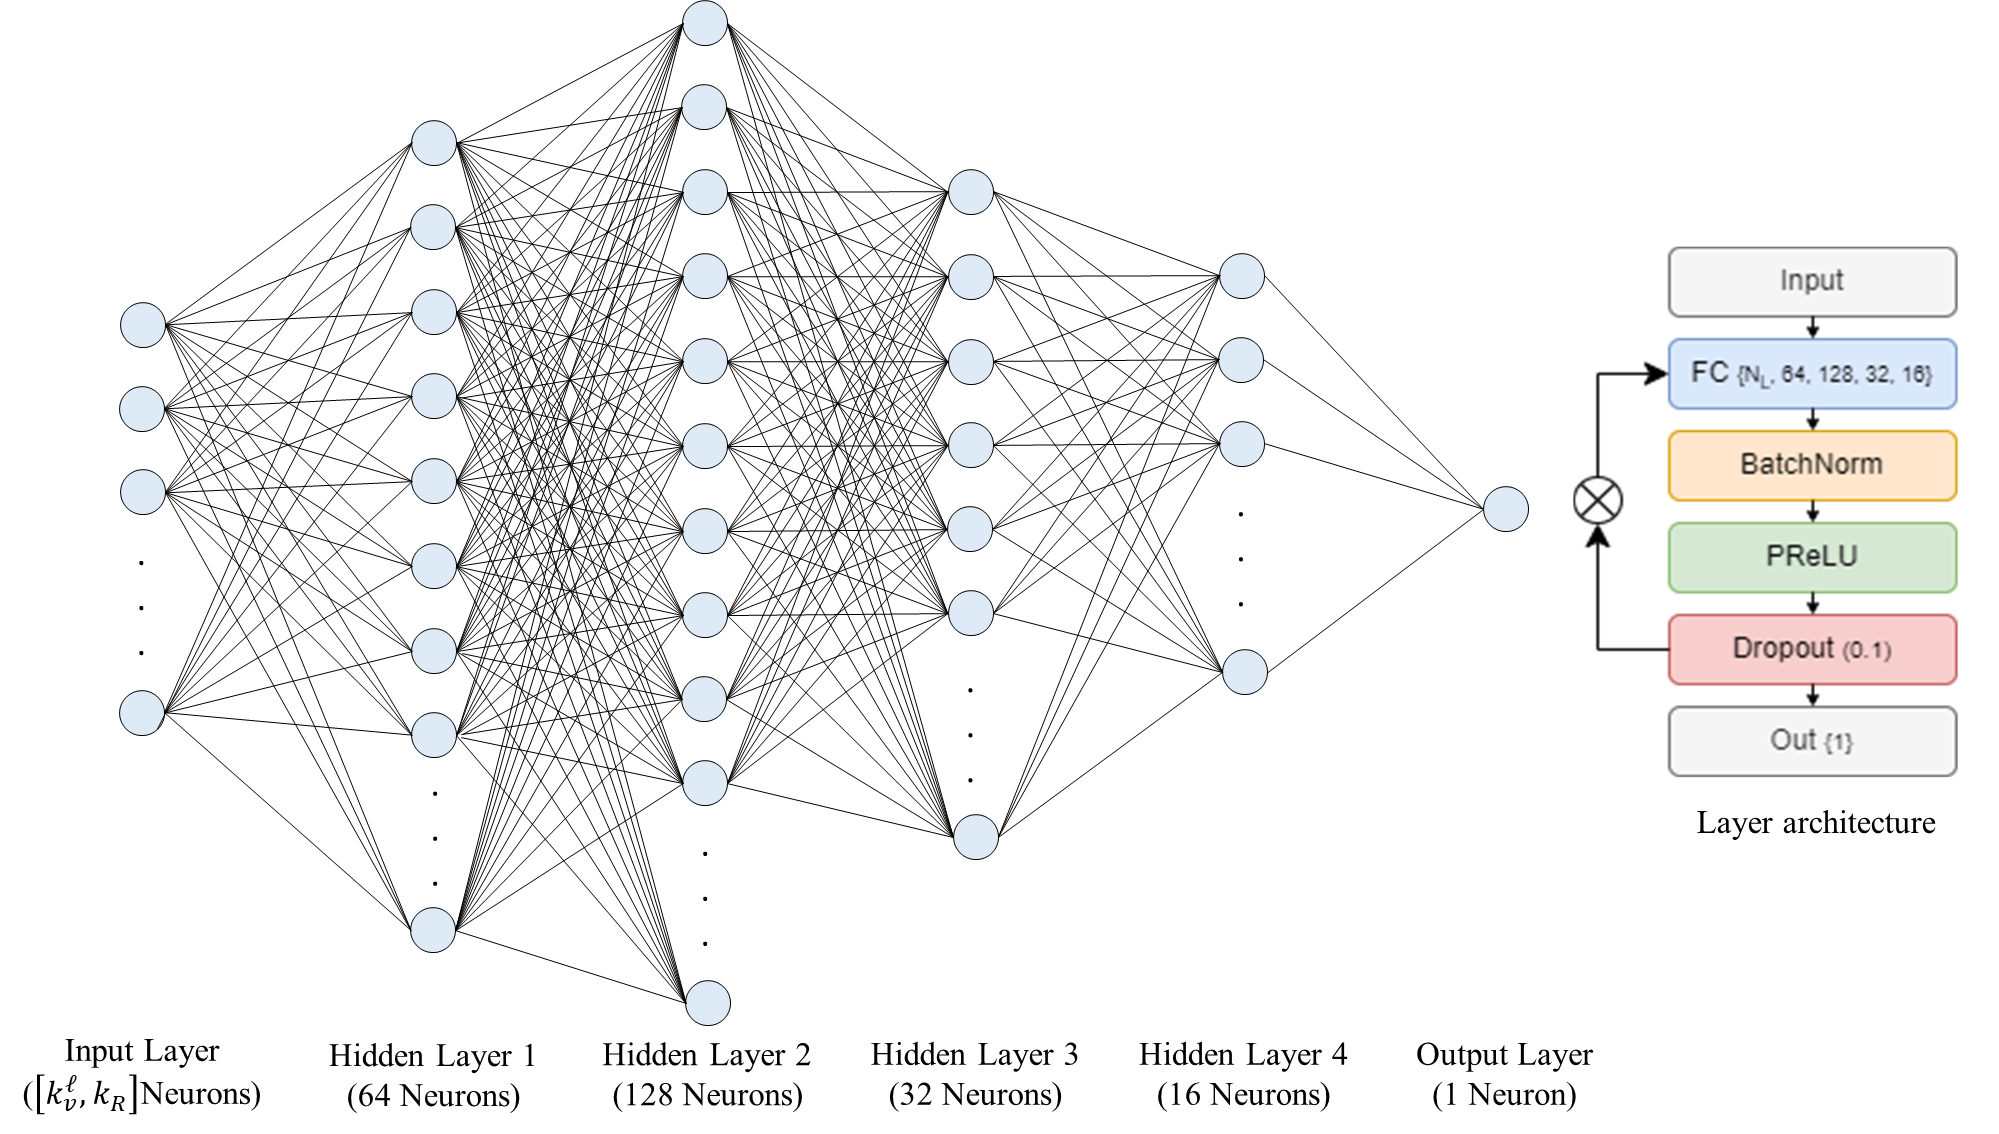 Input
FC {N_L, 64, 128, 32, 16}
BatchNorm
PReLU
Dropout (0.1)
Out {1}
Layer architecture
Input Layer
([k_v^ℓ, k_R]Neurons)
Hidden Layer 1
(64 Neurons)
Hidden Layer 2
(128 Neurons)
Hidden Layer 3
(32 Neurons)
Hidden Layer 4
(16 Neurons)
Output Layer
(1 Neuron)